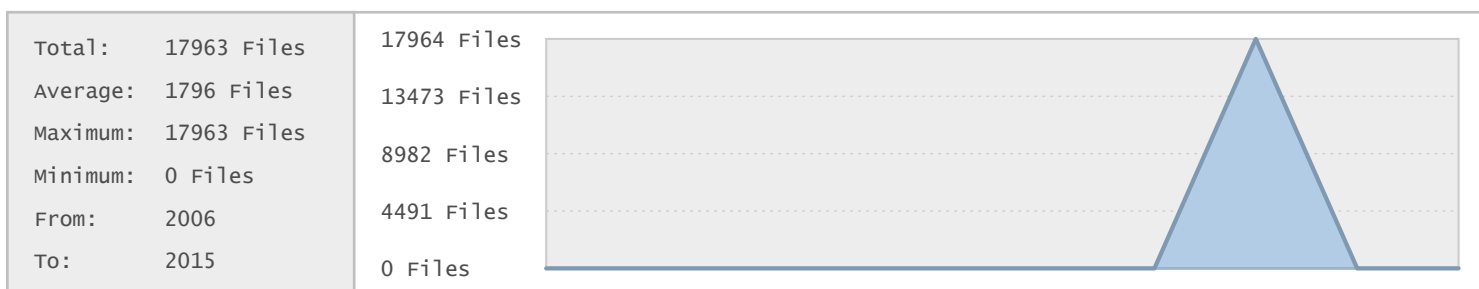 Total: 17963 Files
Average: 1796 Files
Maximum: 17963 Files
Minimum: 0 Files
From: 2006
To: 2015
17964 Files
13473 Files
8982 Files
4491 Files
0 Files